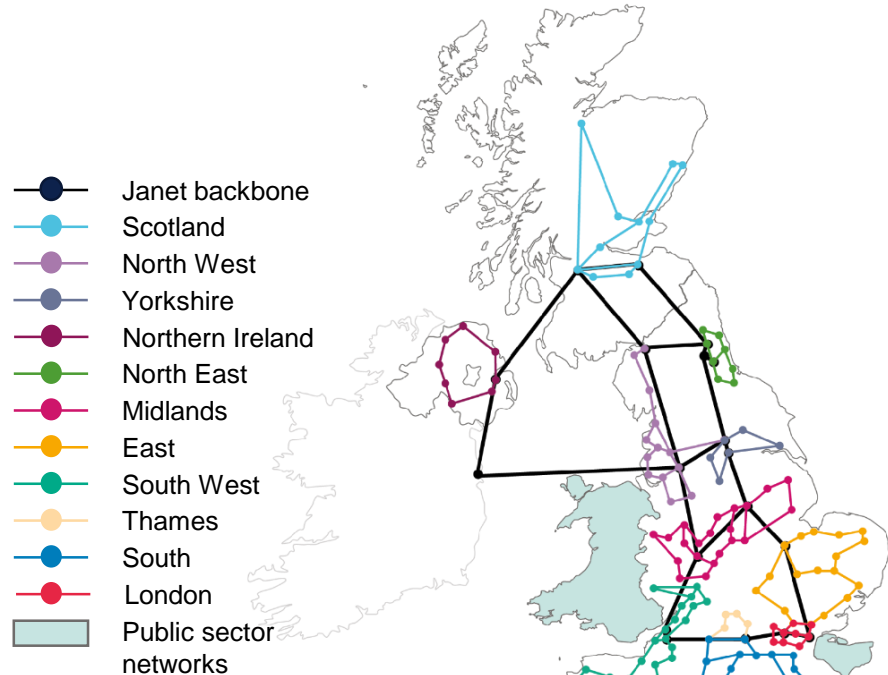 Janet backbone
Scotland
North West
Yorkshire
Northern Ireland
North East
Midlands
East
South West
Thames
South
London
Public sector
networks